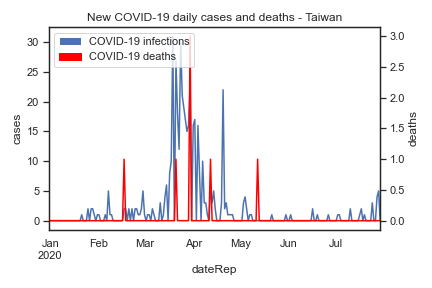 New COVID-19 daily cases and deaths - Taiwan
COVID-19 infections
COVID-19 deaths
30
25
20
15
10
5
0
cases
3.0
2.5
2.0
1.5
1.0
0.5
0.0
deaths
Jan Feb Mar Apr May Jun Jul
2020
dateRep